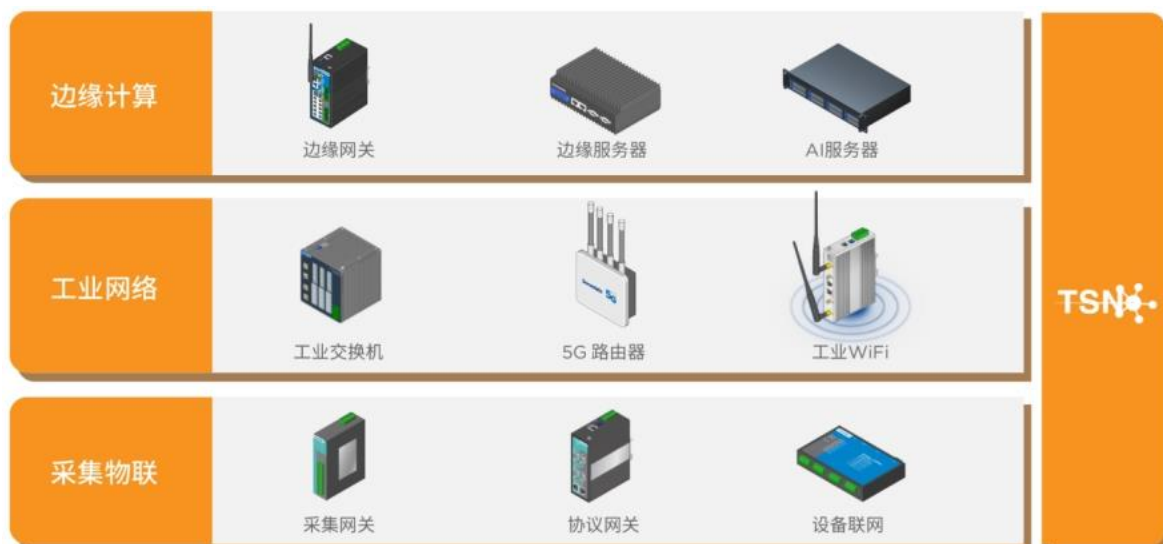 边缘计算
边缘网关
边缘服务器
AI服务器
工业网络
5G
工业交换机
5G 路由器
工业WiFi
TSN
采集物联
采集网关
协议网关
设备联网